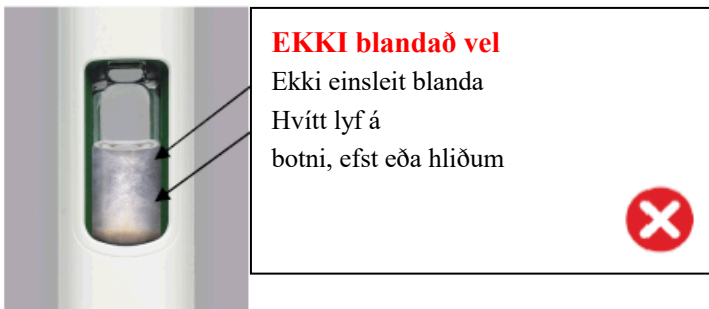 EKKI blandað vel
Ekki einsleit blanda
Hvítt lyf á
botni, efst eða hliðum